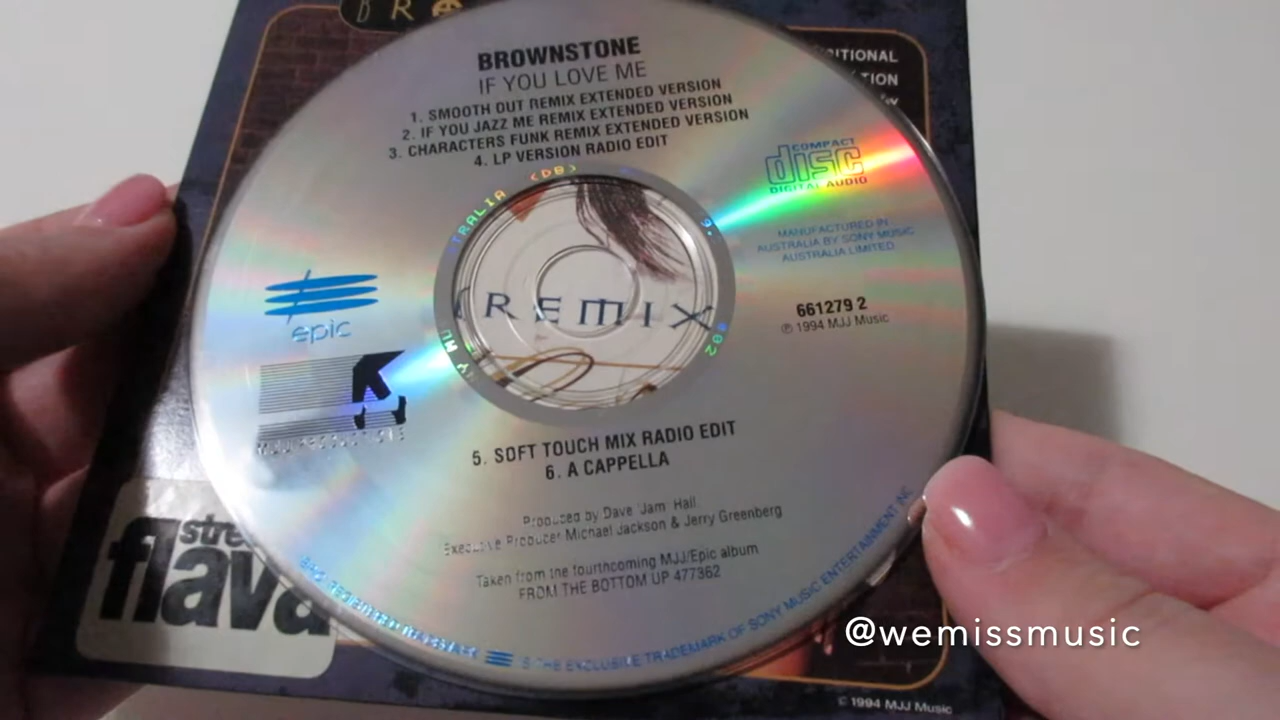 BROWNSTONE
IF YOU LOVE ME
1. SMOOTH OUT REMIX EXTENDED VERSION
2. IF YOU JAZZ ME REMIX EXTENDED VERSION
3. CHARACTERS FUNK REMIX EXTENDED VERSION
4. LP VERSION RADIO EDIT
COMPACT
disc
DIGITAL AUDIO
MANUFACTURED IN
AUSTRALIA BY SONY MUSIC
AUSTRALIA LIMITED
661279 2
℗ 1994 MJJ Music
epic
REMIX
5. SOFT TOUCH MIX RADIO EDIT
6. A CAPPELLA
Produced by Dave 'Jam' Hall
Executive Producer Michael Jackson & Jerry Greenberg
Taken from the fourthcoming MJJ/Epic album
FROM THE BOTTOM UP 477362
IS THE EXCLUSIVE TRADEMARK OF SONY MUSIC ENTERTAINMENT INC
flava
@wemissmusic
© 1994 MJJ Music